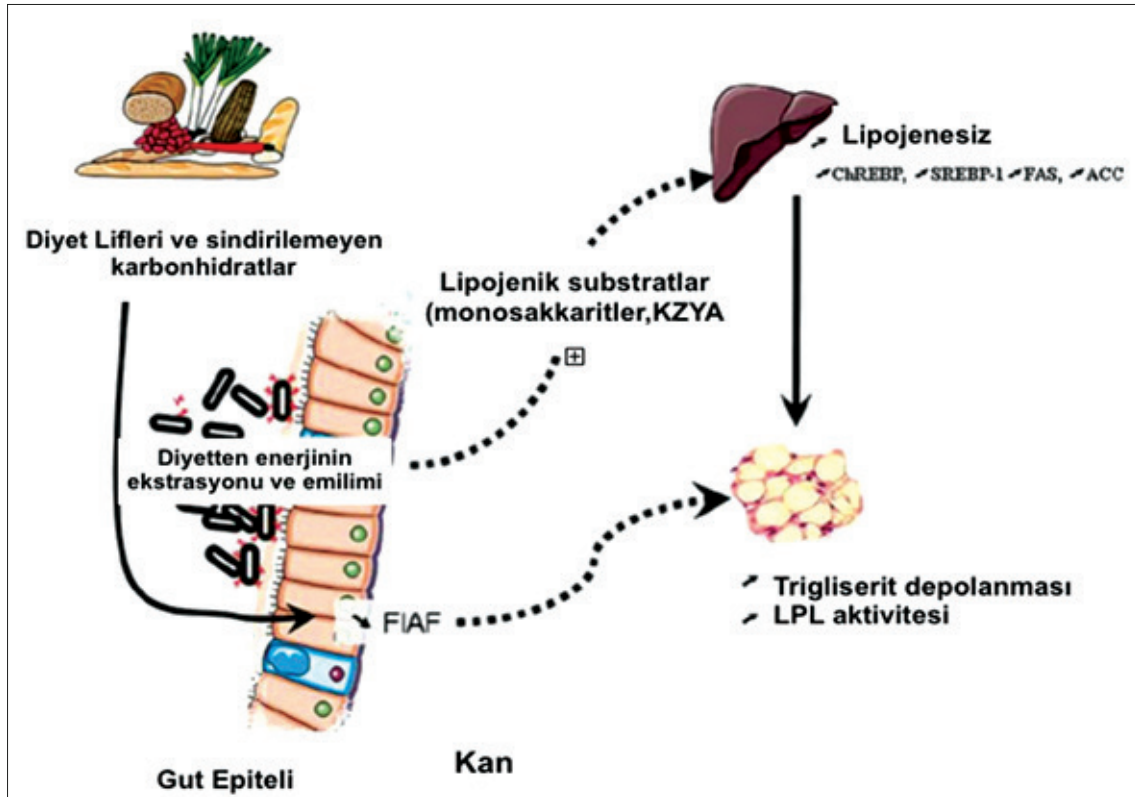 Lipojenesiz
ChREBP, SREBP-1 FAS, ACC
Diyet Lifleri ve sindirilemeyen
karbonhidratlar
Lipojenik substratlar
(monosakkaritler,KZYA
Diyetten enerjinin
ekstrasyonu ve emilimi
Trigliserit depolanması
LPL aktivitesi
FIAF
Kan
Gut Epiteli